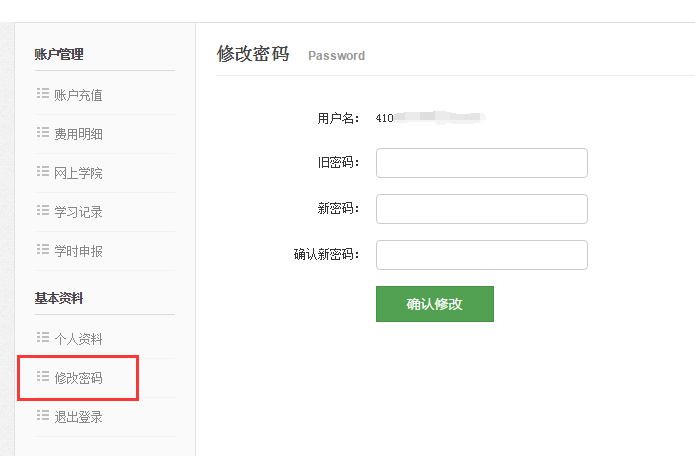 账户管理
账户充值
费用明细
网上学院
学习记录
学时申报
基本资料
个人资料
修改密码
退出登录
修改密码 Password
用户名： 410
旧密码：
新密码：
确认新密码：
确认修改